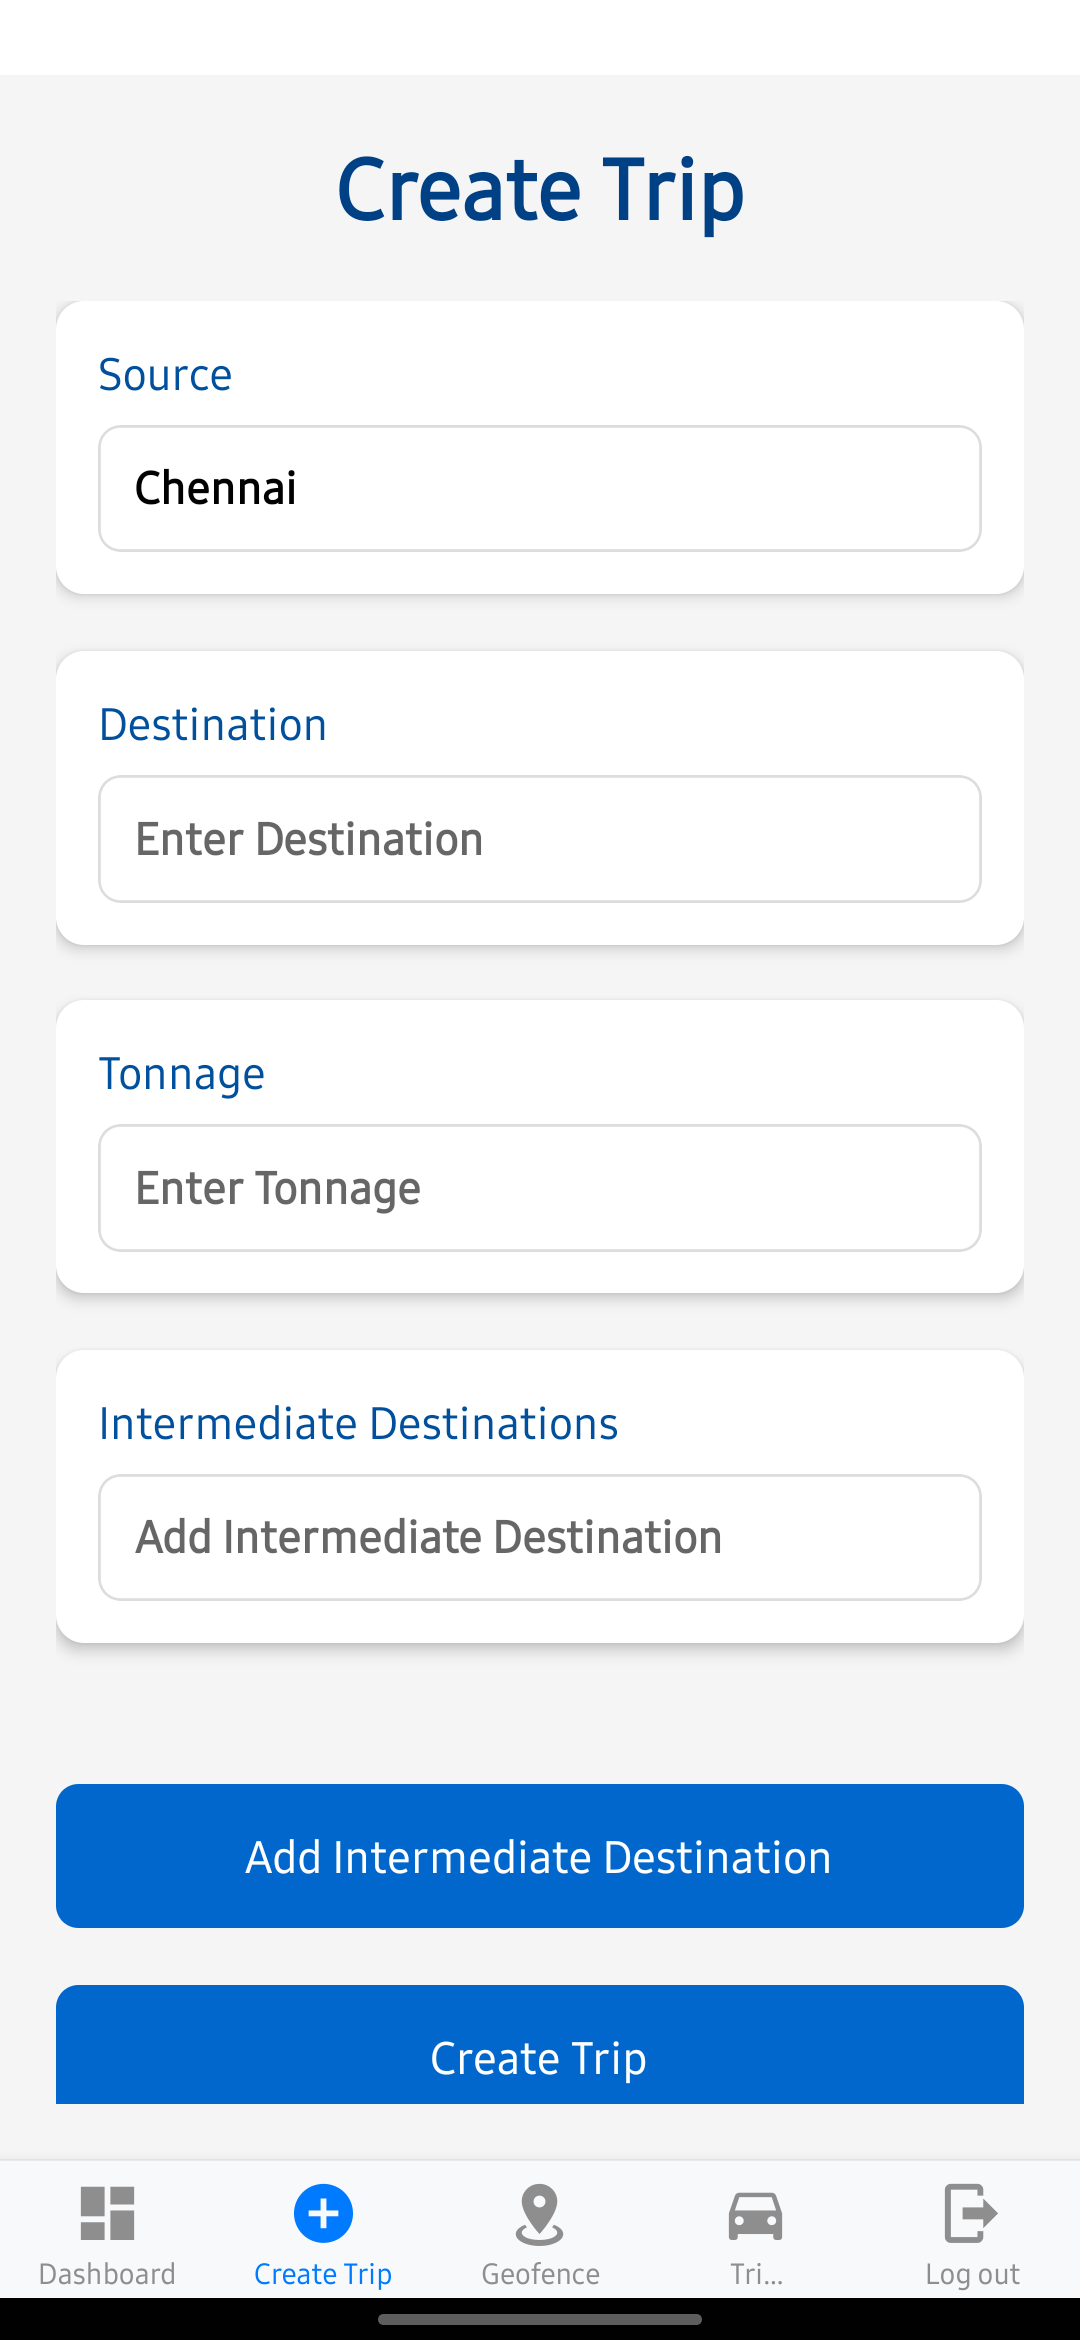 Create Trip
Source
Chennai
Destination
Enter Destination
Tonnage
Enter Tonnage
Intermediate Destinations
Add Intermediate Destination
Add Intermediate Destination
Create Trip
Dashboard
Create Trip
Geofence
Tri...
Log out